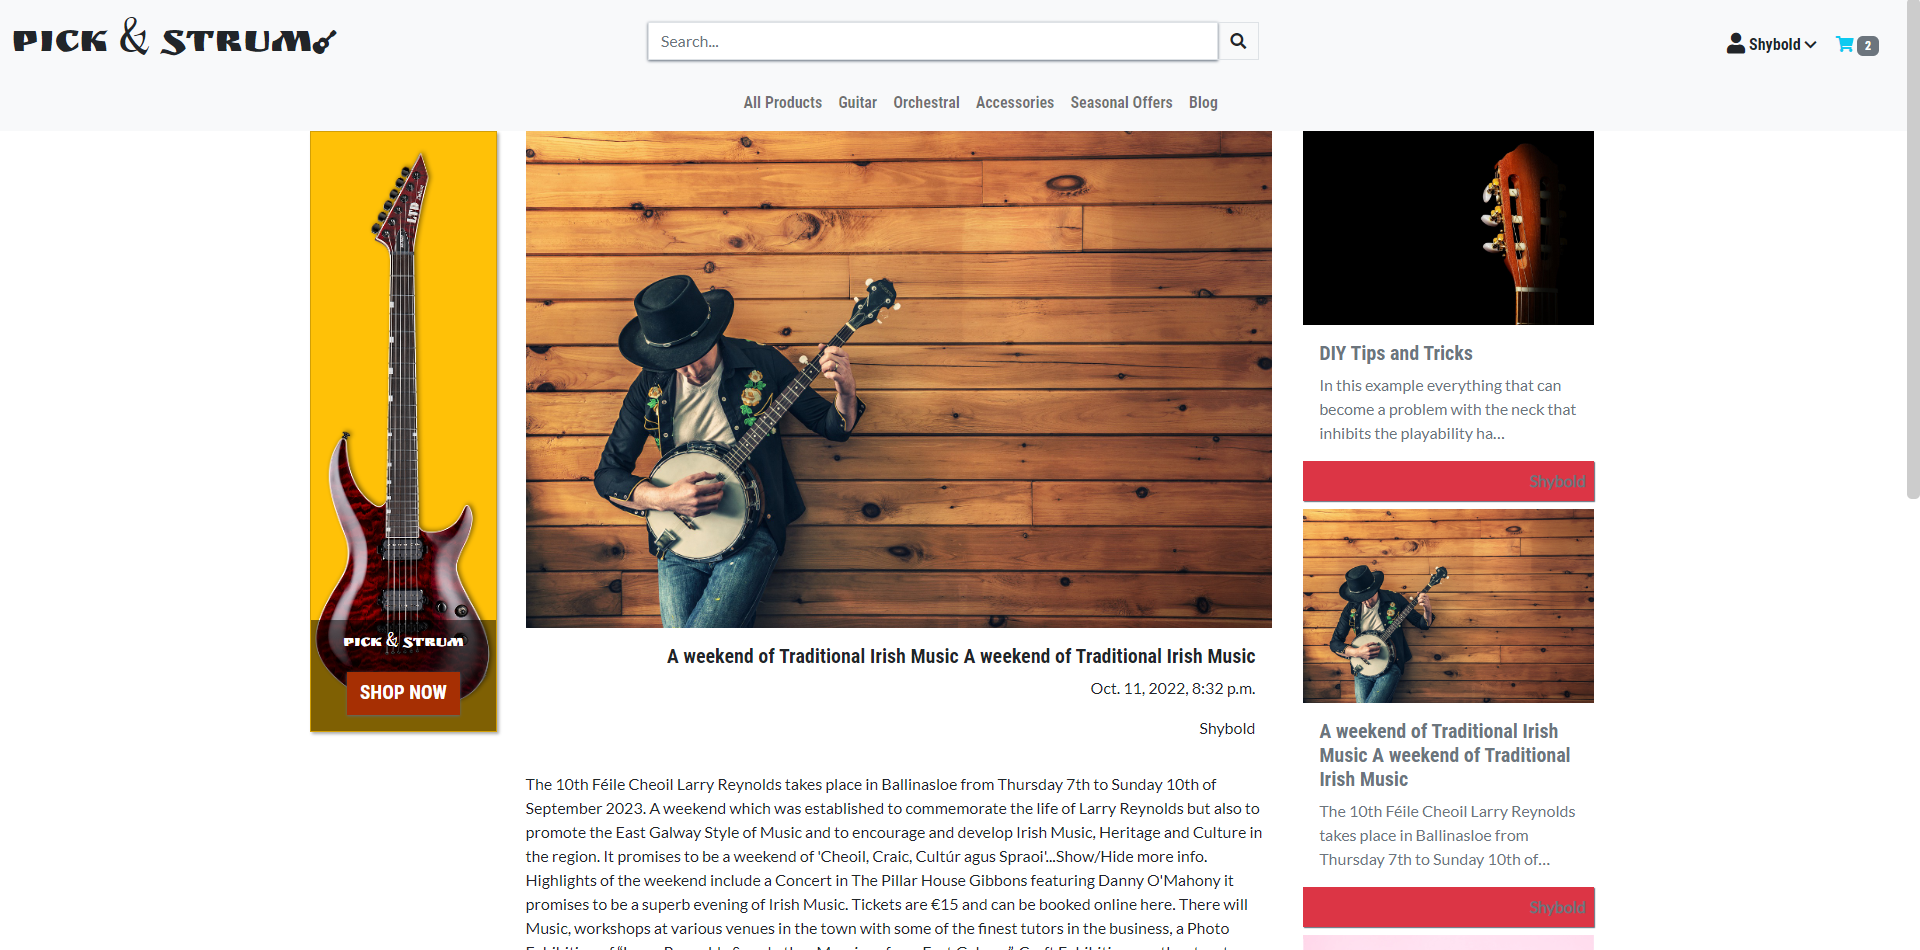 PICK & STRUM
Search...
Shybold
2
All Products Guitar Orchestral Accessories Seasonal Offers Blog
LTD
PICK & STRUM
SHOP NOW
A weekend of Traditional Irish Music A weekend of Traditional Irish Music
Oct. 11, 2022, 8:32 p.m.
Shybold
The 10th Féile Cheoil Larry Reynolds takes place in Ballinasloe from Thursday 7th to Sunday 10th of
September 2023. A weekend which was established to commemorate the life of Larry Reynolds but also to
promote the East Galway Style of Music and to encourage and develop Irish Music, Heritage and Culture in
the region. It promises to be a weekend of 'Cheoil, Craic, Cultúr agus Spraoi'...Show/Hide more info.
Highlights of the weekend include a Concert in The Pillar House Gibbons featuring Danny O'Mahony it
promises to be a superb evening of Irish Music. Tickets are €15 and can be booked online here. There will
Music, workshops at various venues in the town with some of the finest tutors in the business, a Photo
DIY Tips and Tricks
In this example everything that can
become a problem with the neck that
inhibits the playability ha...
Shybold
A weekend of Traditional Irish
Music A weekend of Traditional
Irish Music
The 10th Féile Cheoil Larry Reynolds
takes place in Ballinasloe from
Thursday 7th to Sunday 10th of...
Shybold